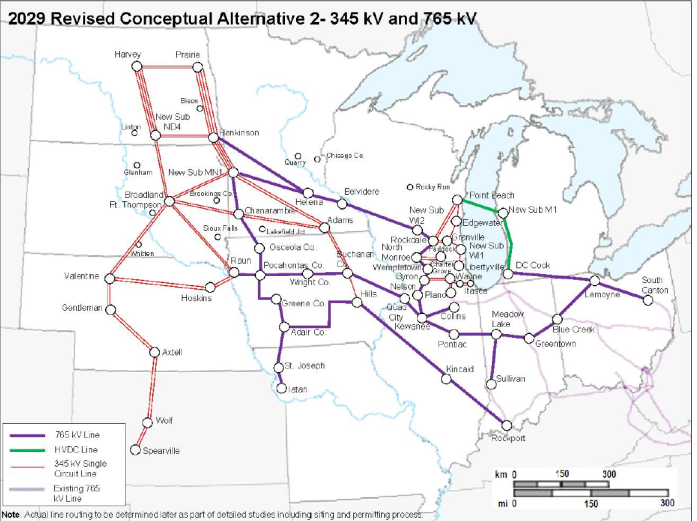 2029 Revised Conceptual Alternative 2- 345 kV and 765 kV
Harvey
Prairie
Bison
New Sub
ND4
Linton
Hankinson
Quarry
Chisago Co.
Glenham
New Sub MN1
Broadland
Brookings Co.
Helena
Belvidere
Rocky Run
Point Beach
Ft. Thompson
Chanarambie
Adams
New Sub
WI2
New Sub M1
Edgewater
Sioux Falls
Lakefield Jct.
Rockdale
Granville
Paddock
New Sub
WI1
Witten
Osceola Co.
Buchanan
Co.
North
Monroe
Raun
Pocahontas Co.
Wempletown
Charter
Grove
Libertyville
DC Cook
Valentine
Wright Co.
Byron
Wayne
Itasca
Lemoyne
South
Canton
Hoskins
Nelson
Plano
Gentleman
Greene Co.
Hills
Quad
City
Collins
Kewanee
Meadow
Lake
Blue Creek
Adair Co.
Pontiac
Greentown
Axtell
St. Joseph
Kincaid
Sullivan
Iatan
Wolf
Rockport
Spearville
765 kV Line
HVDC Line
345 kV Single
Circuit Line
Existing 765
kV Line
km 0 150 300
mi 0 150 300
Note: Actual line routing to be determined later as part of detailed studies including siting and permitting process.